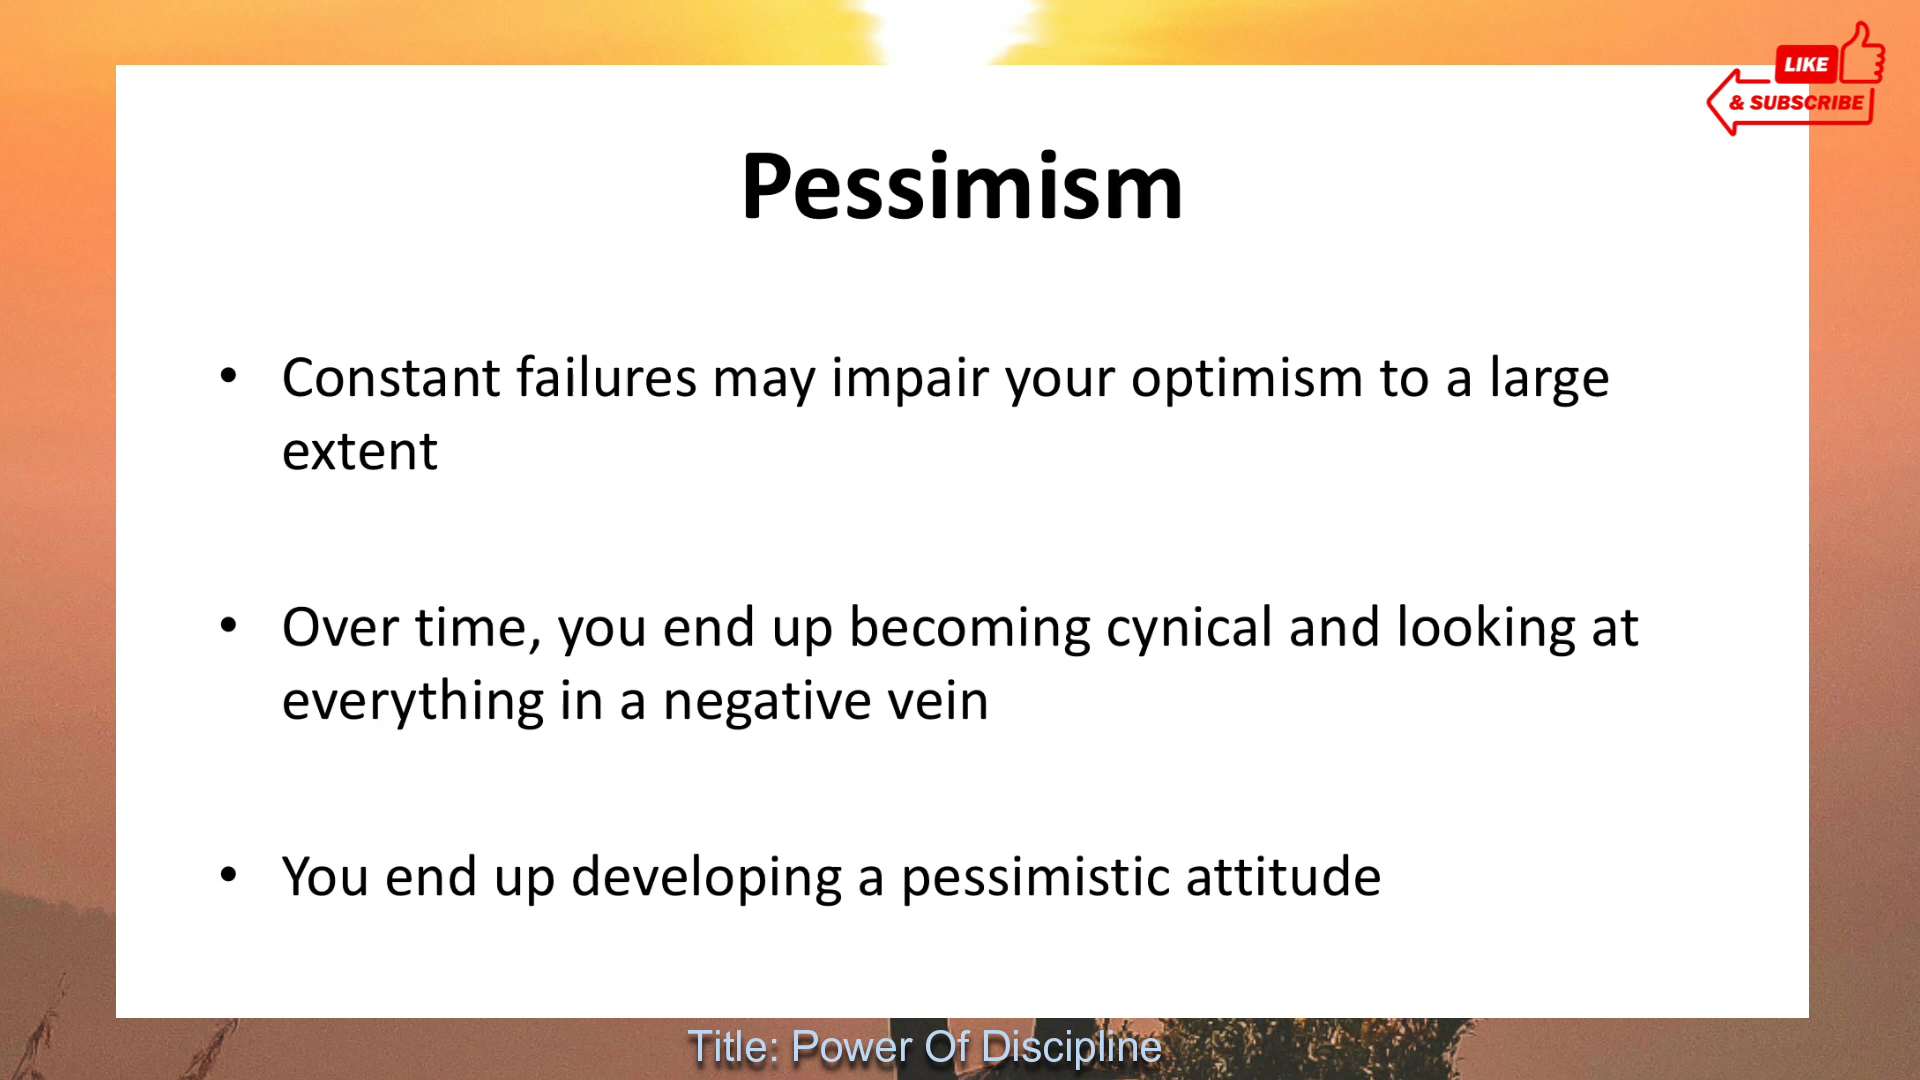 LIKE
& SUBSCRIBE
Pessimism
• Constant failures may impair your optimism to a large
extent
• Over time, you end up becoming cynical and looking at
everything in a negative vein
• You end up developing a pessimistic attitude
Title: Power Of Discipline